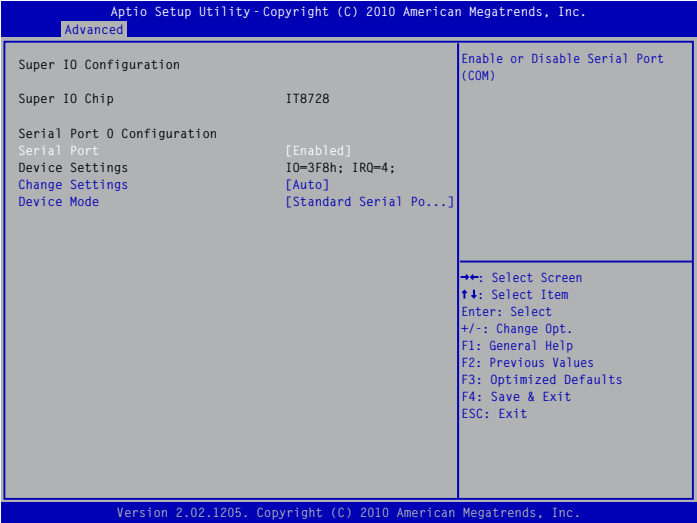 Aptio Setup Utility - Copyright (C) 2010 American Megatrends, Inc.
Advanced
Super IO Configuration
Super IO Chip IT8728
Serial Port 0 Configuration
Serial Port [Enabled]
Device Settings IO=3F8h; IRQ=4;
Change Settings [Auto]
Device Mode [Standard Serial Po...]
Enable or Disable Serial Port
(COM)
→←: Select Screen
↑↓: Select Item
Enter: Select
+/-: Change Opt.
F1: General Help
F2: Previous Values
F3: Optimized Defaults
F4: Save & Exit
ESC: Exit
Version 2.02.1205. Copyright (C) 2010 American Megatrends, Inc.